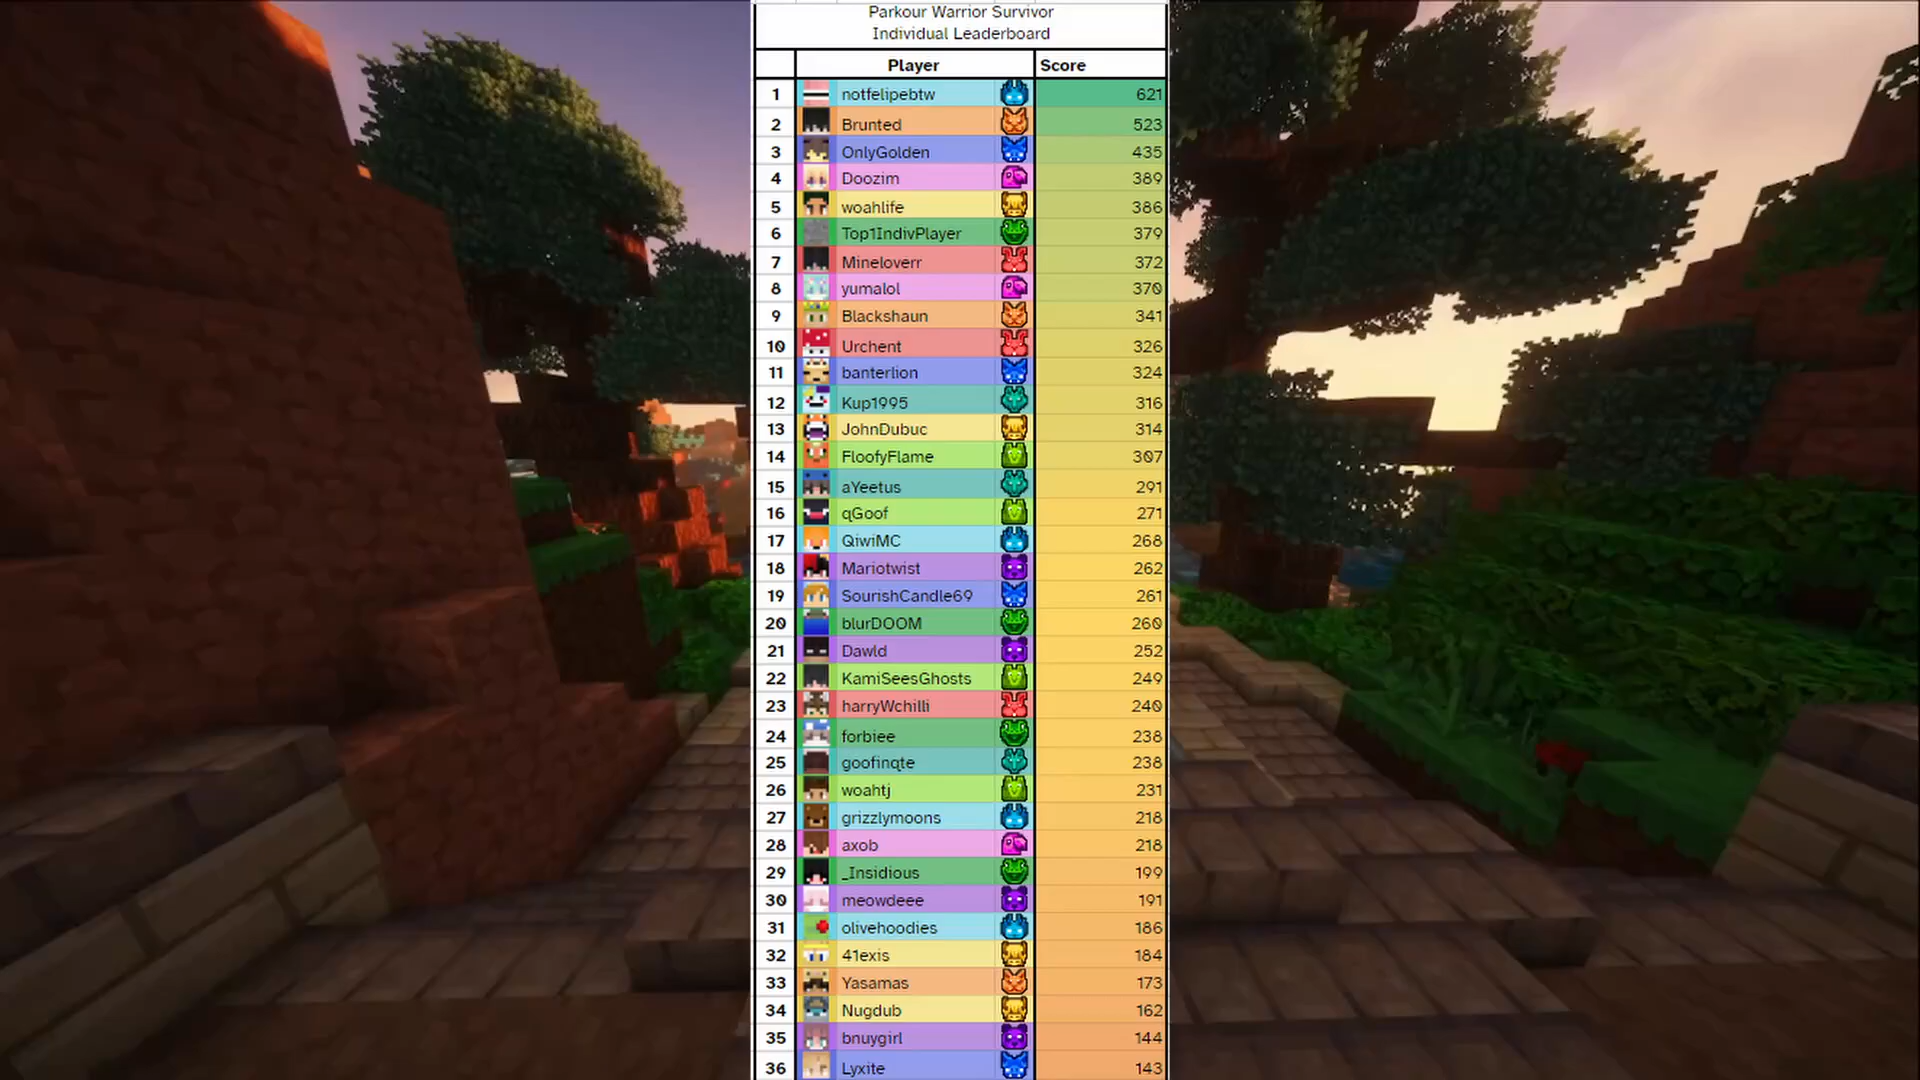 Parkour Warrior Survivor
Individual Leaderboard
Player Score
1 notfelipebtw 621
2 Brunted 523
3 OnlyGolden 435
4 Doozim 389
5 woahlife 386
6 Top1IndivPlayer 379
7 Mineloverr 372
8 yumalol 370
9 Blackshaun 341
10 Urchent 326
11 banterlion 324
12 Kup1995 316
13 JohnDubuc 314
14 FloofyFlame 307
15 aYeetus 291
16 qGoof 271
17 QiwiMC 268
18 Mariotwist 262
19 SourishCandle69 261
20 blurDOOM 260
21 Dawld 252
22 KamiSeesGhosts 249
23 harryWchilli 240
24 forbiee 238
25 goofinqte 238
26 woahtj 231
27 grizzlymoons 218
28 axob 218
29 _Insidious 199
30 meowdeee 191
31 olivehoodies 186
32 41exis 184
33 Yasamas 173
34 Nugdub 162
35 bnuygirl 144
36 Lyxite 143